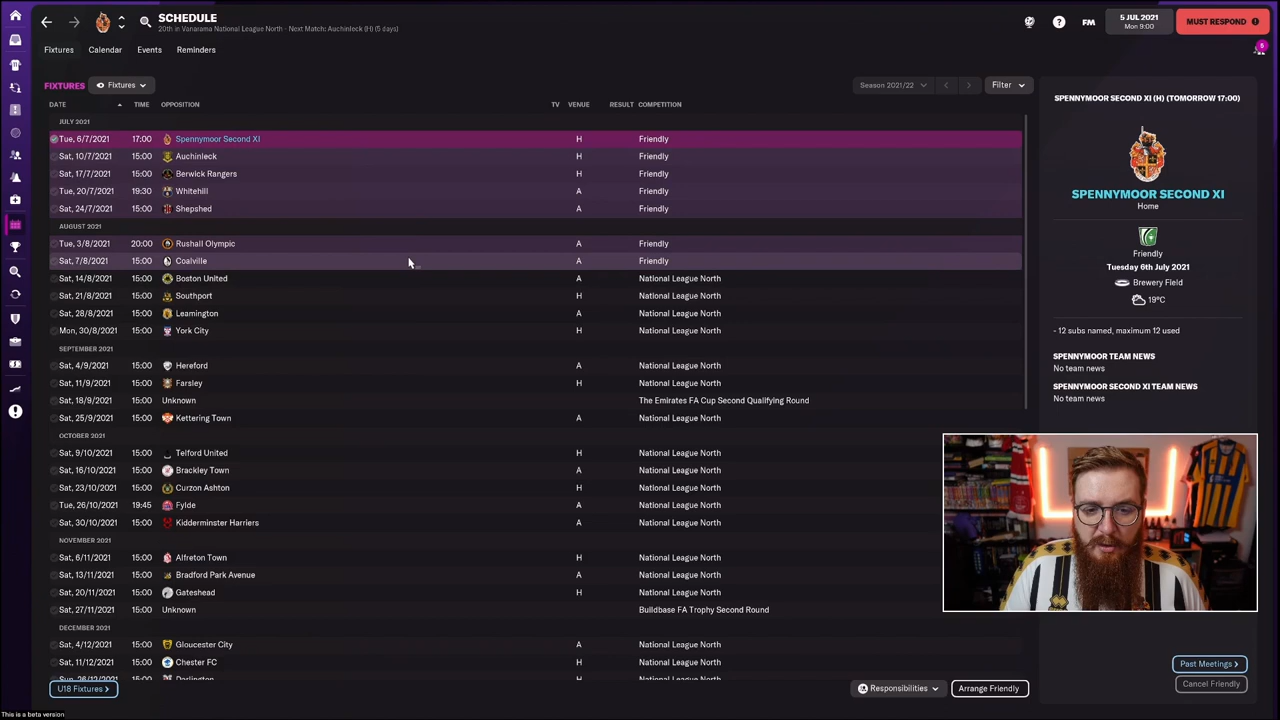 SCHEDULE
20th in Vanarama National League North - Next Match: Auchinleck (H) (5 days)
FM
5 JUL 2021
Mon 9:00
MUST RESPOND
Fixtures Calendar Events Reminders
6
FIXTURES Fixtures Season 2021/22 Filter
DATE TIME OPPOSITION TV VENUE RESULT COMPETITION
JULY 2021
Tue, 6/7/2021 17:00 Spennymoor Second XI H Friendly
Sat, 10/7/2021 15:00 Auchinleck H Friendly
Sat, 17/7/2021 15:00 Berwick Rangers H Friendly
Tue, 20/7/2021 19:30 Whitehill A Friendly
Sat, 24/7/2021 15:00 Shepshed A Friendly
AUGUST 2021
Tue, 3/8/2021 20:00 Rushall Olympic A Friendly
Sat, 7/8/2021 15:00 Coalville A Friendly
Sat, 14/8/2021 15:00 Boston United A National League North
Sat, 21/8/2021 15:00 Southport H National League North
Sat, 28/8/2021 15:00 Leamington A National League North
Mon, 30/8/2021 15:00 York City H National League North
SEPTEMBER 2021
Sat, 4/9/2021 15:00 Hereford A National League North
Sat, 11/9/2021 15:00 Farsley H National League North
Sat, 18/9/2021 15:00 Unknown The Emirates FA Cup Second Qualifying Round
Sat, 25/9/2021 15:00 Kettering Town A National League North
OCTOBER 2021
Sat, 9/10/2021 15:00 Telford United H National League North
Sat, 16/10/2021 15:00 Brackley Town A National League North
Sat, 23/10/2021 15:00 Curzon Ashton H National League North
Tue, 26/10/2021 19:45 Fylde A National League North
Sat, 30/10/2021 15:00 Kidderminster Harriers A National League North
NOVEMBER 2021
Sat, 6/11/2021 15:00 Alfreton Town H National League North
Sat, 13/11/2021 15:00 Bradford Park Avenue A National League North
Sat, 20/11/2021 15:00 Gateshead H National League North
Sat, 27/11/2021 15:00 Unknown Buildbase FA Trophy Second Round
DECEMBER 2021
Sat, 4/12/2021 15:00 Gloucester City A National League North
Sat, 11/12/2021 15:00 Chester FC H National League North
Sun, 26/12/2021 15:00 Darlington H National League North
U18 Fixtures
Responsibilities
Arrange Friendly
SPENNYMOOR SECOND XI (H) (TOMORROW 17:00)
SPENNYMOOR SECOND XI
Home
Friendly
Tuesday 6th July 2021
Brewery Field
19°C
- 12 subs named, maximum 12 used
SPENNYMOOR TEAM NEWS
No team news
SPENNYMOOR SECOND XI TEAM NEWS
No team news
Past Meetings
Cancel Friendly
This is a beta version